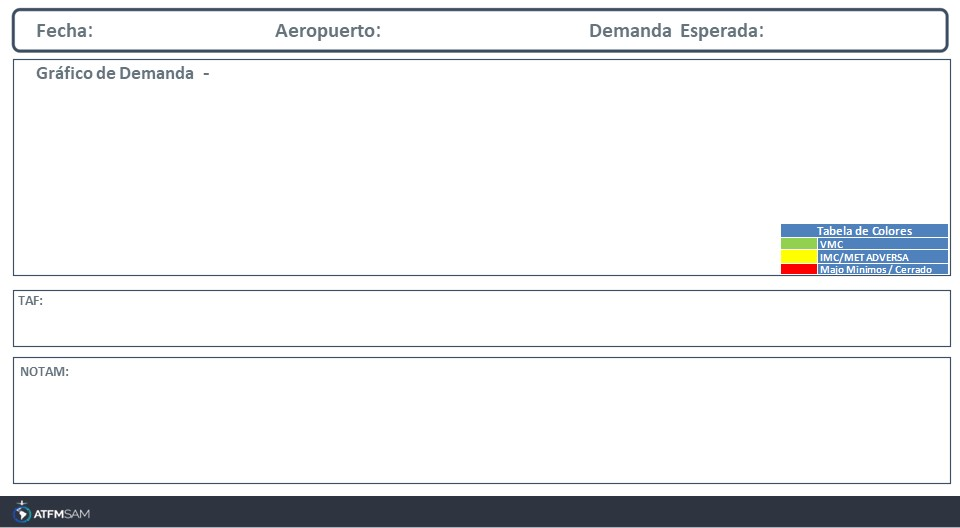 Fecha: Aeropuerto: Demanda Esperada:
Gráfico de Demanda -
Tabela de Colores
VMC
IMC/MET ADVERSA
Majo Minimos / Cerrado
TAF:
NOTAM:
ATFMSAM